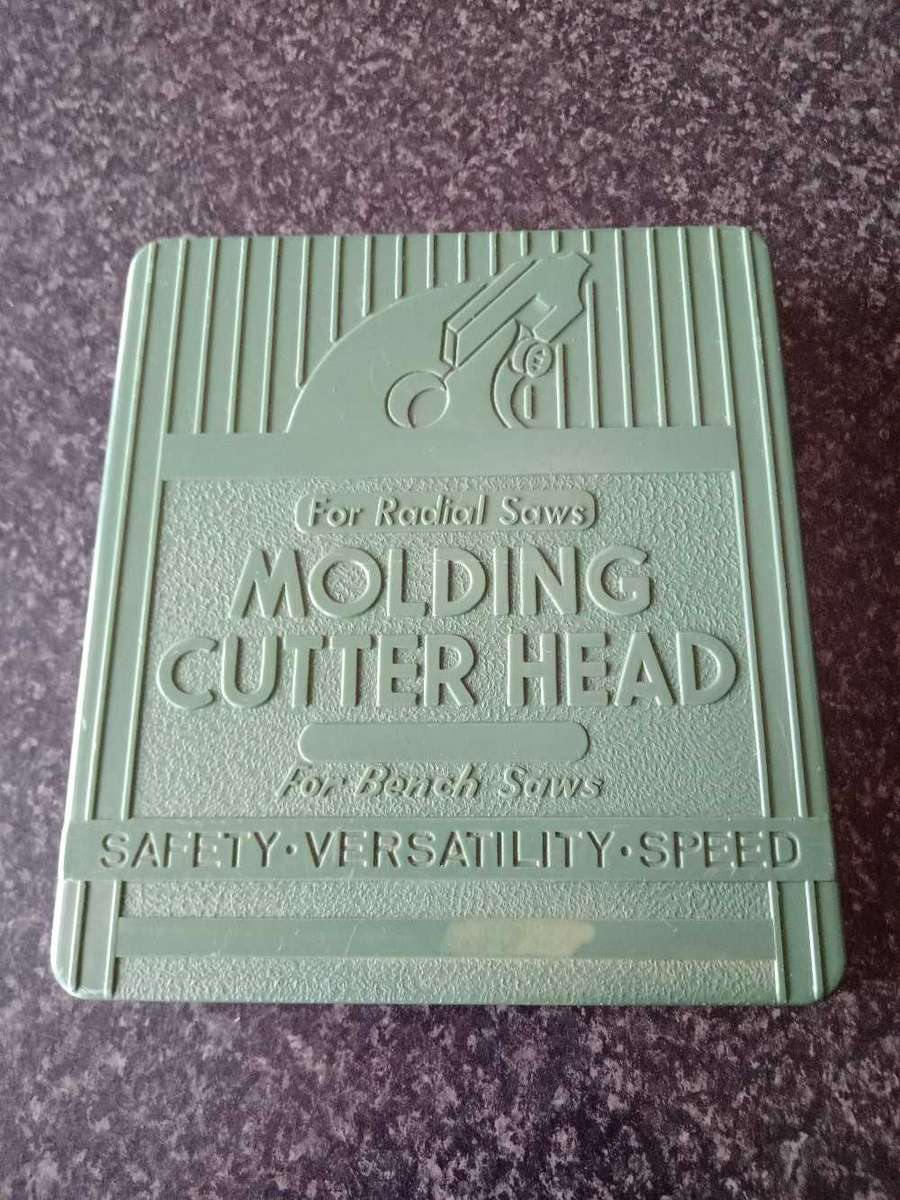 For Radial Saws
MOLDING
CUTTER HEAD
For Bench Saws
SAFETY·VERSATILITY·SPEED